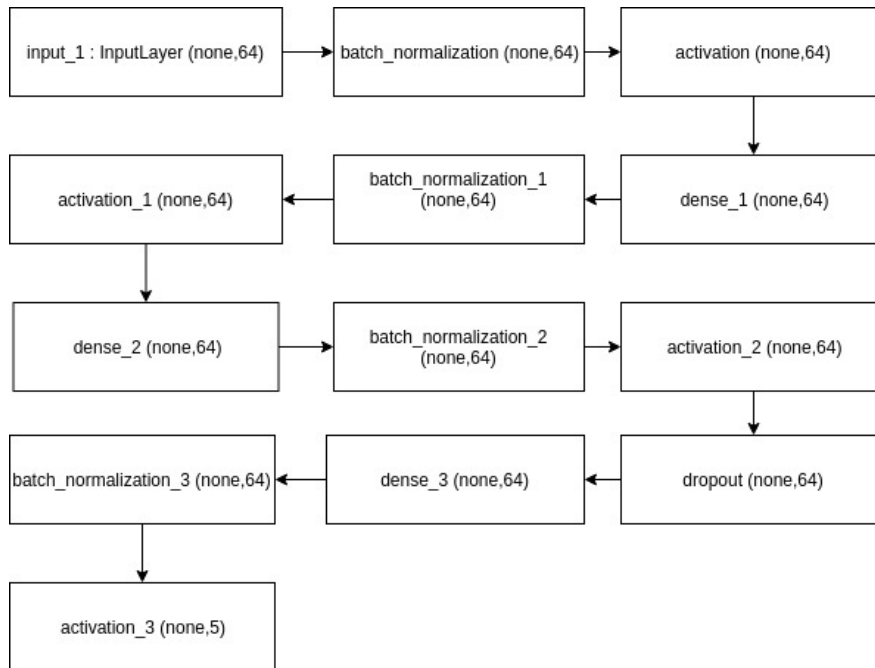 input_1 : InputLayer (none,64)
batch_normalization (none,64)
activation (none,64)
activation_1 (none,64)
batch_normalization_1
(none,64)
dense_1 (none,64)
dense_2 (none,64)
batch_normalization_2
(none,64)
activation_2 (none,64)
batch_normalization_3 (none,64)
dense_3 (none,64)
dropout (none,64)
activation_3 (none,5)